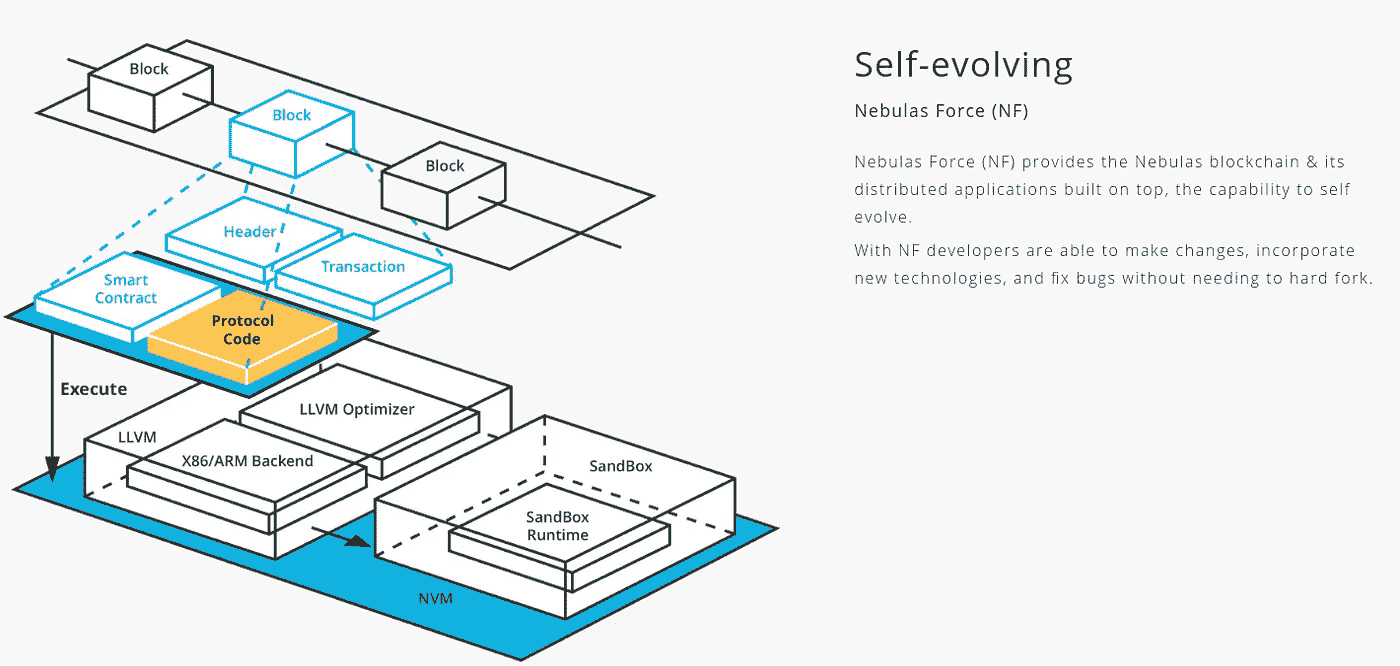 Block
Block
Block
Header
Transaction
Smart
Contract
Protocol
Code
Execute
LLVM Optimizer
LLVM
X86/ARM Backend
SandBox
SandBox
Runtime
NVM
Self-evolving
Nebulas Force (NF)
Nebulas Force (NF) provides the Nebulas blockchain & its
distributed applications built on top, the capability to self
evolve.
With NF developers are able to make changes, incorporate
new technologies, and fix bugs without needing to hard fork.